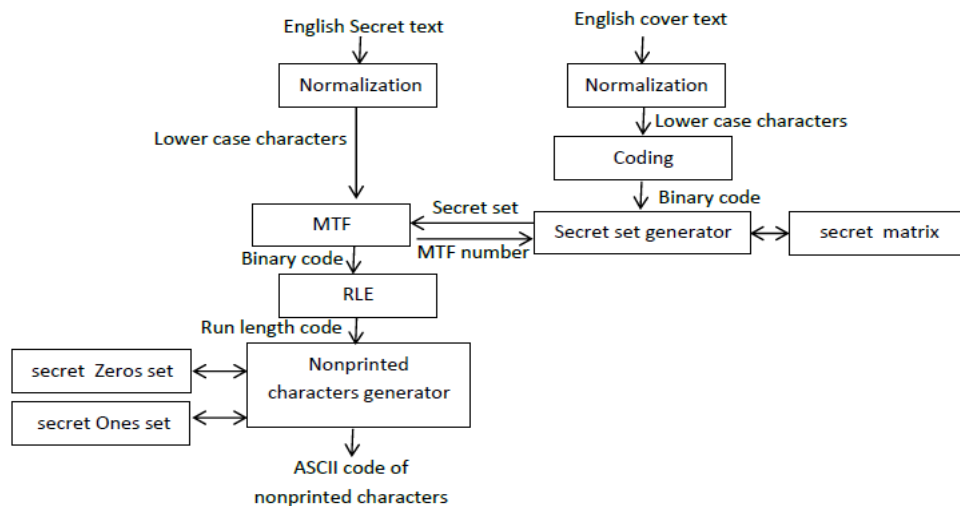 English Secret text
English cover text
Normalization
Normalization
Lower case characters
Lower case characters
Coding
Binary code
Secret set
MTF
Secret set generator
secret matrix
MTF number
Binary code
RLE
Run length code
Nonprinted
characters generator
secret Zeros set
secret Ones set
ASCII code of
nonprinted characters